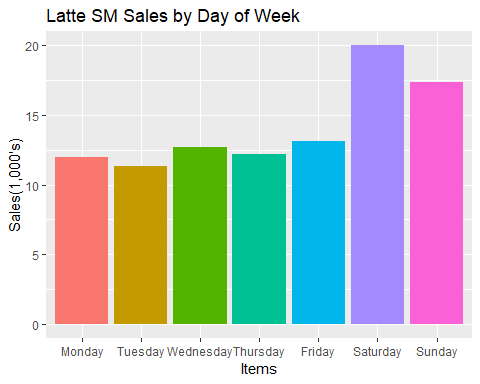 Latte SM Sales by Day of Week
20
15
10
5
0
Sales(1,000's)
Monday Tuesday Wednesday Thursday Friday Saturday Sunday
Items